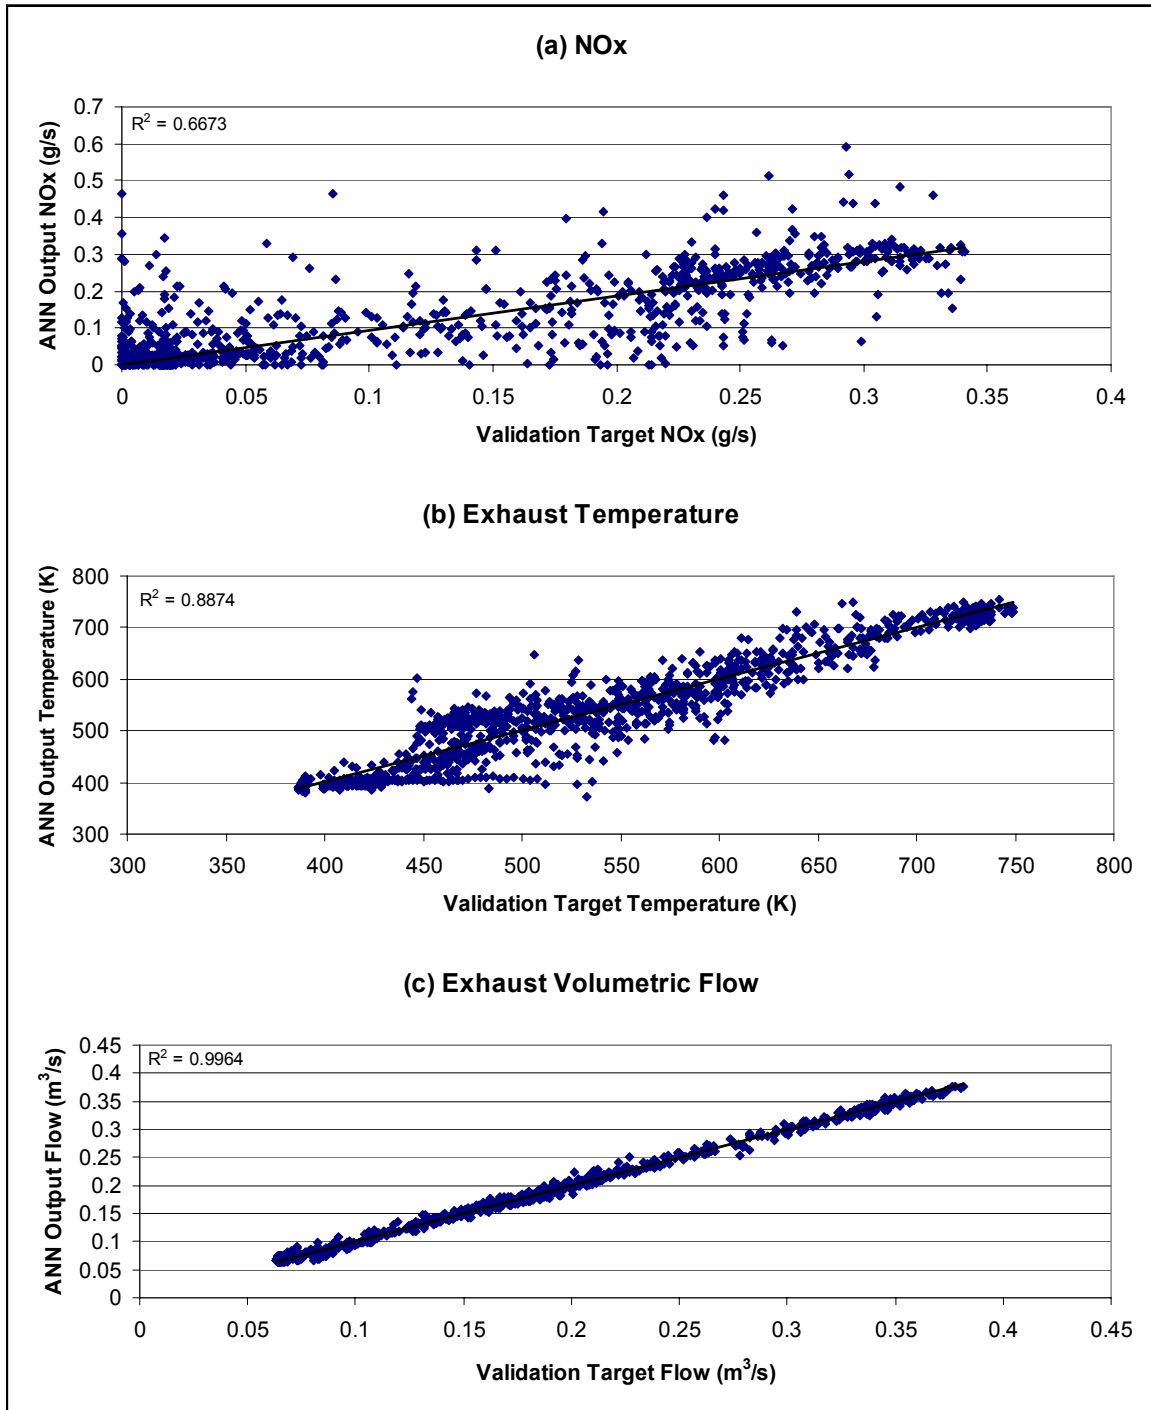 (a) NOx
R² = 0.6673
ANN Output NOx (g/s)
0.7
0.6
0.5
0.4
0.3
0.2
0.1
0
0 0.05 0.1 0.15 0.2 0.25 0.3 0.35 0.4
Validation Target NOx (g/s)
(b) Exhaust Temperature
R² = 0.8874
ANN Output Temperature (K)
800
700
600
500
400
300
300 350 400 450 500 550 600 650 700 750 800
Validation Target Temperature (K)
(c) Exhaust Volumetric Flow
R² = 0.9964
ANN Output Flow (m³/s)
0.45
0.4
0.35
0.3
0.25
0.2
0.15
0.1
0.05
0
0 0.05 0.1 0.15 0.2 0.25 0.3 0.35 0.4 0.45
Validation Target Flow (m³/s)